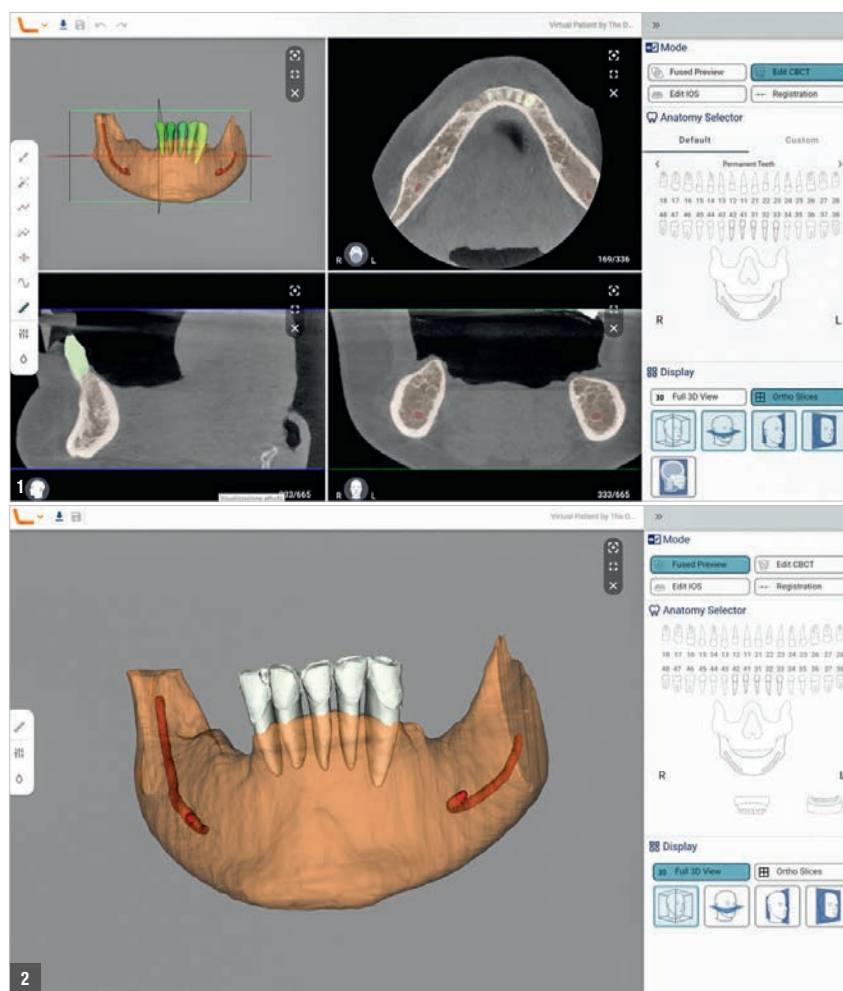 Virtual Patient by The D...
»
Mode
Fused Preview
Edit CBCT
Edit IOS
Registration
Anatomy Selector
Default
Custom
Permanent Teeth
18 17 16 15 14 13 12 11 21 22 23 24 25 26 27 28
48 47 46 45 44 43 42 41 31 32 33 34 35 36 37 38
R L
169/336
R
L
Display
3D Full 3D View
Ortho Slices
1
333/665
R L
333/665
Virtual Patient by The D...
»
Mode
Fused Preview
Edit CBCT
Edit IOS
Registration
Anatomy Selector
18 17 16 15 14 13 12 11 21 22 23 24 25 26 27 28
48 47 46 45 44 43 42 41 31 32 33 34 35 36 37 38
R
L
Display
3D Full 3D View
Ortho Slices
2